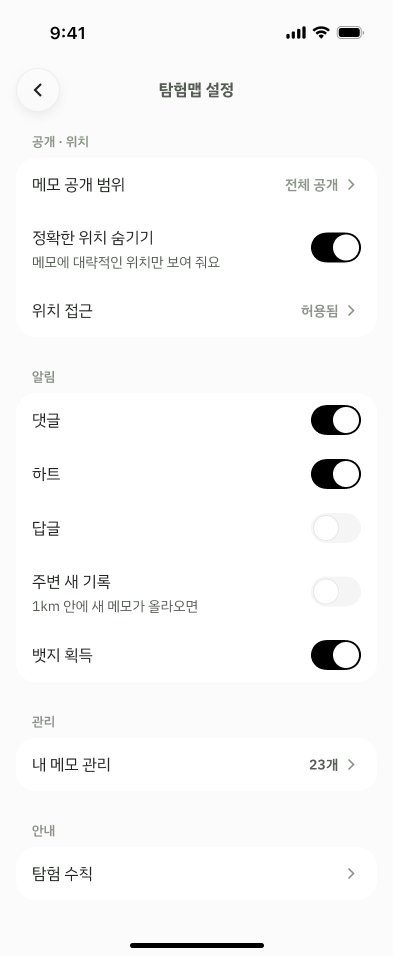 9:41
탐험맵 설정
공개 · 위치
메모 공개 범위 전체 공개
정확한 위치 숨기기
메모에 대략적인 위치만 보여 줘요
위치 접근 허용됨
알림
댓글
하트
답글
주변 새 기록
1km 안에 새 메모가 올라오면
뱃지 획득
관리
내 메모 관리 23개
안내
탐험 수칙